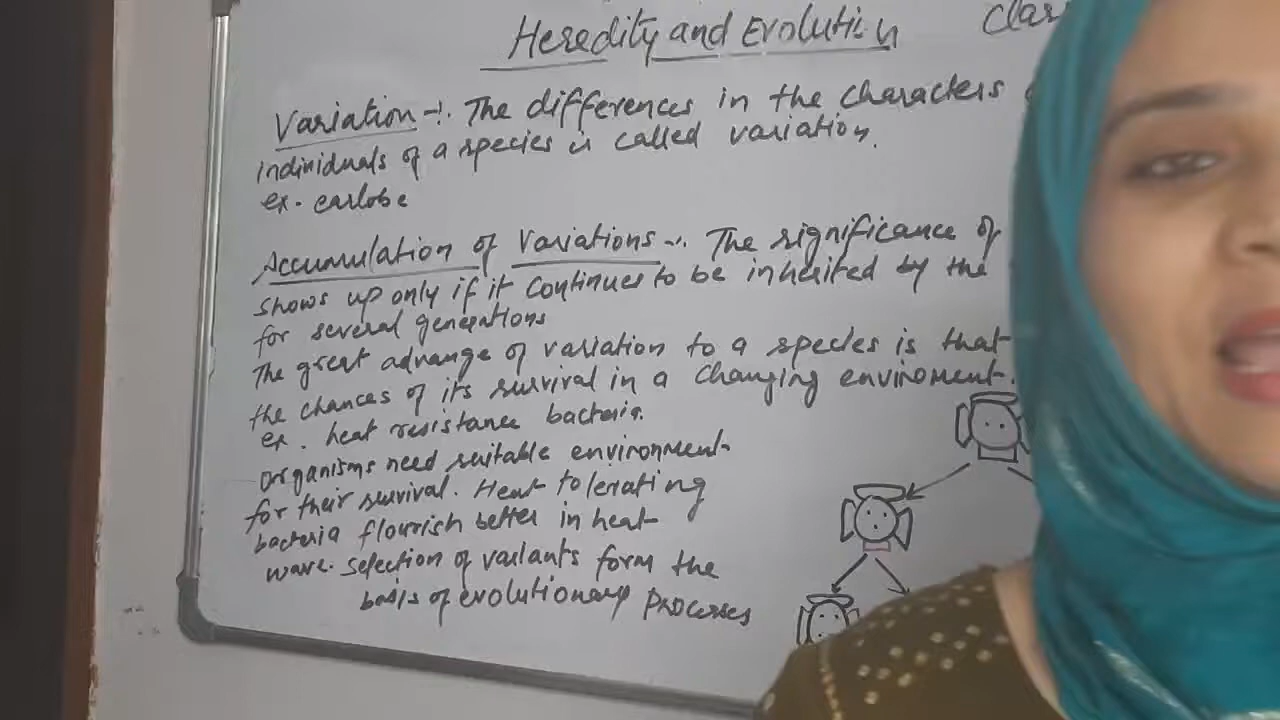 Heredity and Evolution Clas
Variation -: The differences in the characters
individuals of a species is called variation.
ex. earlobe
Accumulation of Variations -: The significance of
shows up only if it continues to be inherited by the
for several generations
The great advange of variation to a species is that
the chances of its survival in a changing enviroment.
ex. heat resistance bacteria.
organisms need suitable environment
for their survival. Heat tolerating
bacteria flourish better in heat
wave. selection of variants form the
basis of evolutionary processes